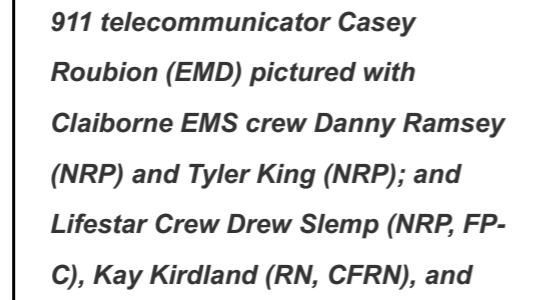 911 telecommunicator Casey
Roubion (EMD) pictured with
Claiborne EMS crew Danny Ramsey
(NRP) and Tyler King (NRP); and
Lifestar Crew Drew Slemp (NRP, FP-
C), Kay Kirdland (RN, CFRN), and